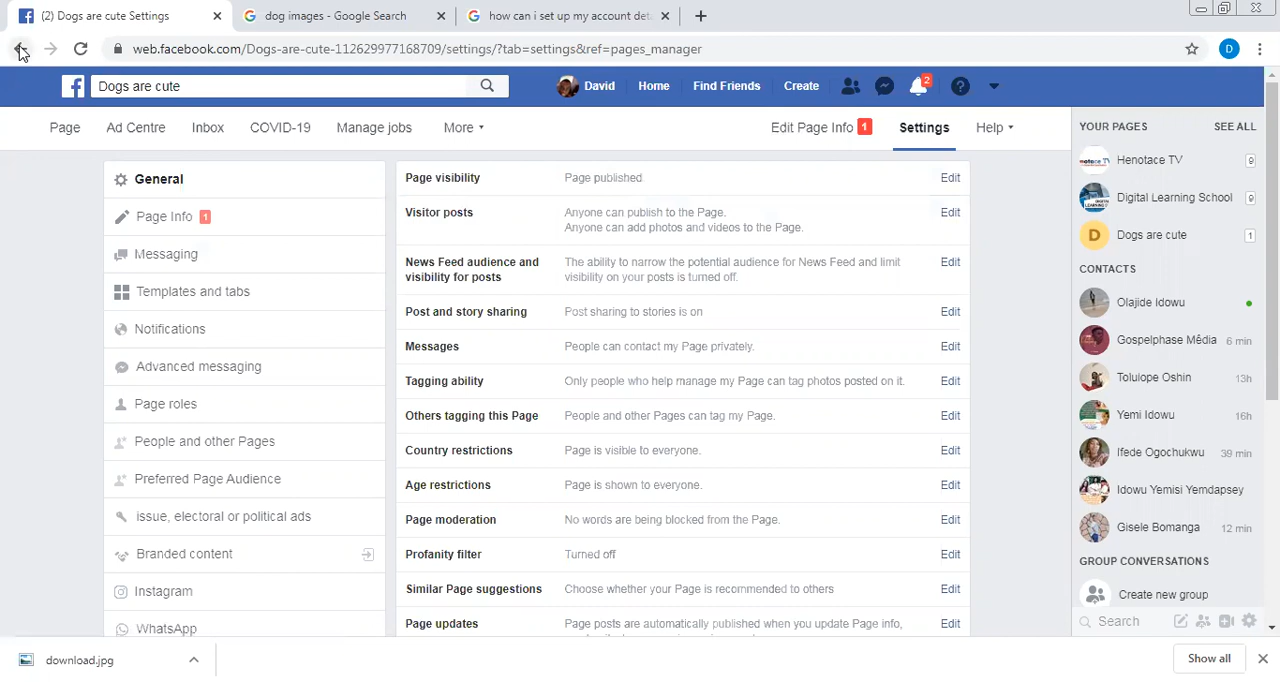 (2) Dogs are cute Settings
dog images - Google Search
how can i set up my account det
web.facebook.com/Dogs-are-cute-112629977168709/settings/?tab=settings&ref=pages_manager
D
Dogs are cute
David
Home
Find Friends
Create
2
Page
Ad Centre
Inbox
COVID-19
Manage jobs
More
Edit Page Info 1
Settings
Help
General
Page Info 1
Messaging
Templates and tabs
Notifications
Advanced messaging
Page roles
People and other Pages
Preferred Page Audience
issue, electoral or political ads
Branded content
Instagram
WhatsApp
Page visibility
Page published
Edit
Visitor posts
Anyone can publish to the Page.
Anyone can add photos and videos to the Page.
Edit
News Feed audience and
visibility for posts
The ability to narrow the potential audience for News Feed and limit
visibility on your posts is turned off.
Edit
Post and story sharing
Post sharing to stories is on
Edit
Messages
People can contact my Page privately.
Edit
Tagging ability
Only people who help manage my Page can tag photos posted on it.
Edit
Others tagging this Page
People and other Pages can tag my Page.
Edit
Country restrictions
Page is visible to everyone.
Edit
Age restrictions
Page is shown to everyone.
Edit
Page moderation
No words are being blocked from the Page.
Edit
Profanity filter
Turned off
Edit
Similar Page suggestions
Choose whether your Page is recommended to others
Edit
Page updates
Page posts are automatically published when you update Page info,
Edit
YOUR PAGES
SEE ALL
Henotace TV
9
Digital Learning School
9
D
Dogs are cute
1
CONTACTS
Olajide Idowu
Gospelphase Mêdia
6 min
Tolulope Oshin
13h
Yemi Idowu
16h
Ifede Ogochukwu
39 min
Idowu Yemisi Yemdapsey
Gisele Bomanga
12 min
GROUP CONVERSATIONS
Create new group
Search
download.jpg
Show all